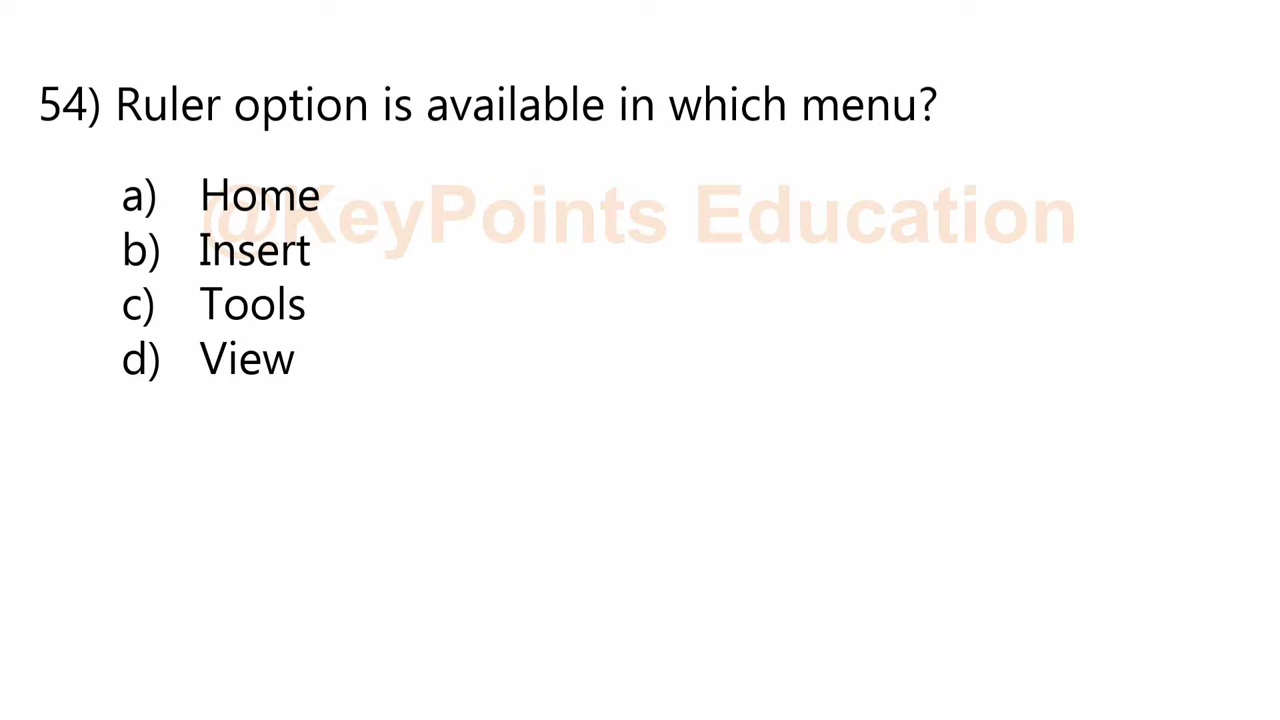 54) Ruler option is available in which menu?
@KeyPoints Education
a) Home
b) Insert
c) Tools
d) View